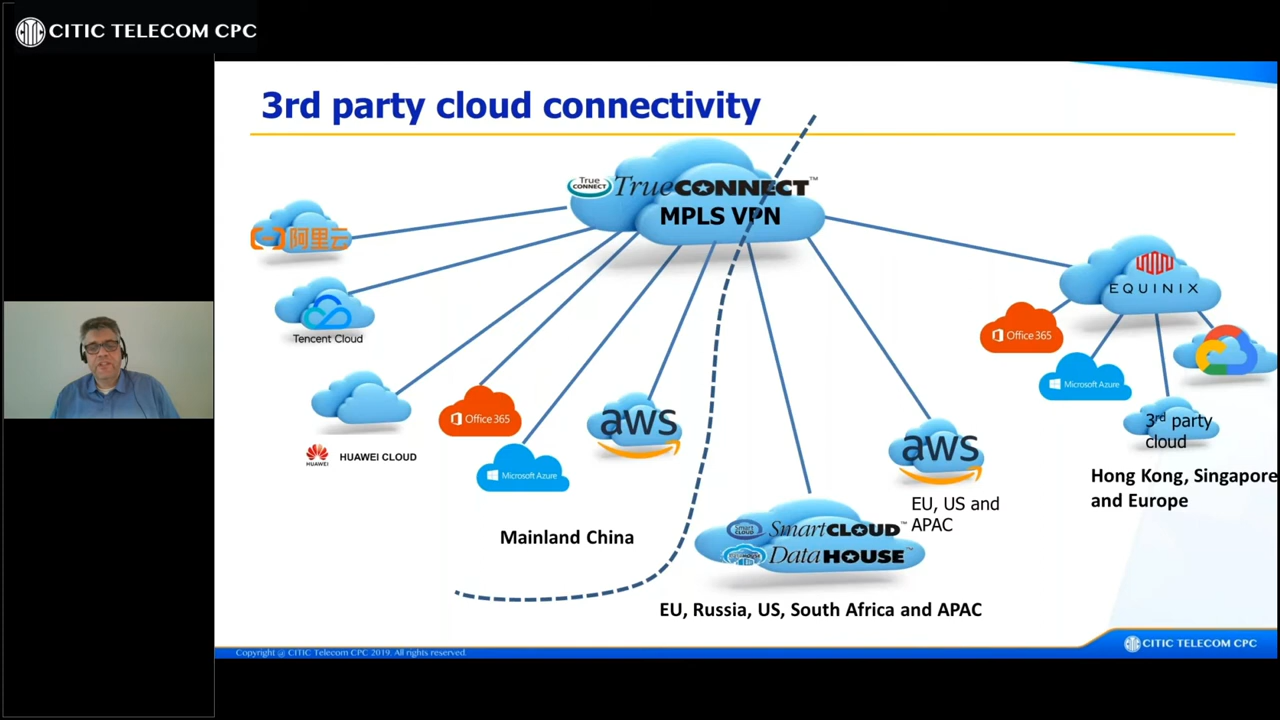 CITIC TELECOM CPC
3rd party cloud connectivity
True CONNECT
TrueCONNECT™
MPLS VPN
阿里云
Tencent Cloud
HUAWEI
HUAWEI CLOUD
Office 365
Microsoft Azure
aws
Mainland China
SmartCLOUD™
DataHOUSE™
EU, Russia, US, South Africa and APAC
aws
EU, US and
APAC
EQUINIX
Office 365
Microsoft Azure
3rd party
cloud
Hong Kong, Singapore
and Europe
Copyright @ CITIC Telecom CPC 2019. All rights reserved.
CITIC TELECOM CPC